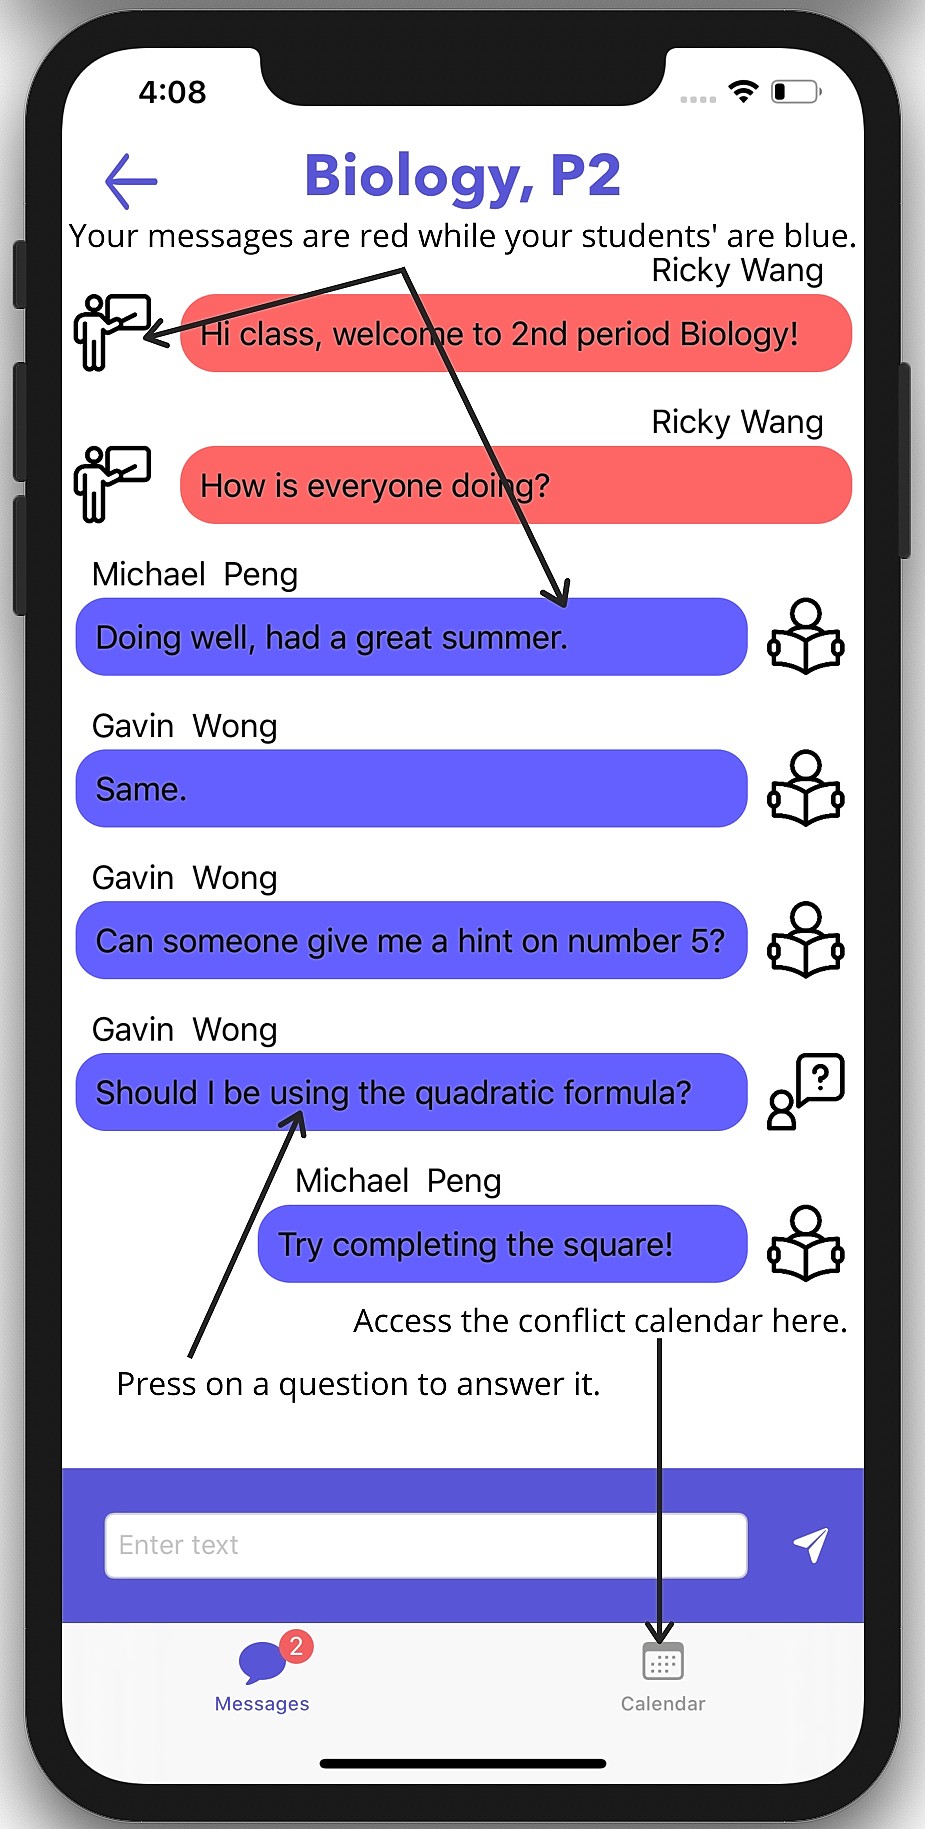 4:08
Biology, P2
Your messages are red while your students' are blue.
Ricky Wang
Hi class, welcome to 2nd period Biology!
Ricky Wang
How is everyone doing?
Michael Peng
Doing well, had a great summer.
Gavin Wong
Same.
Gavin Wong
Can someone give me a hint on number 5?
Gavin Wong
Should I be using the quadratic formula?
?
Michael Peng
Try completing the square!
Access the conflict calendar here.
Press on a question to answer it.
Enter text
2
Messages
Calendar